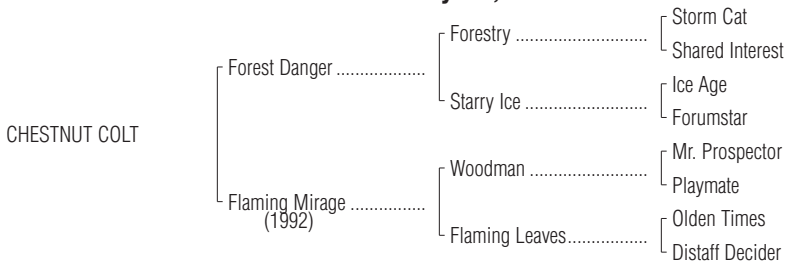 Storm Cat
Forestry ............................
Shared Interest
Forest Danger ...................
Ice Age
Starry Ice ..........................
Forumstar
CHESTNUT COLT
Mr. Prospector
Woodman .........................
Playmate
Flaming Mirage ................
(1992)
Olden Times
Flaming Leaves.................
Distaff Decider